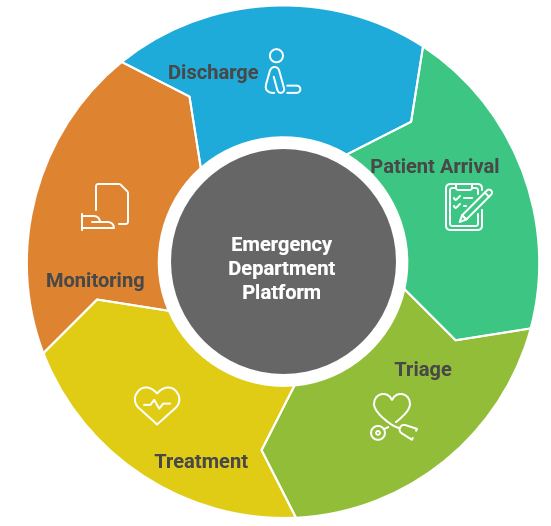 Discharge
Patient Arrival
Emergency
Department
Platform
Monitoring
Triage
Treatment